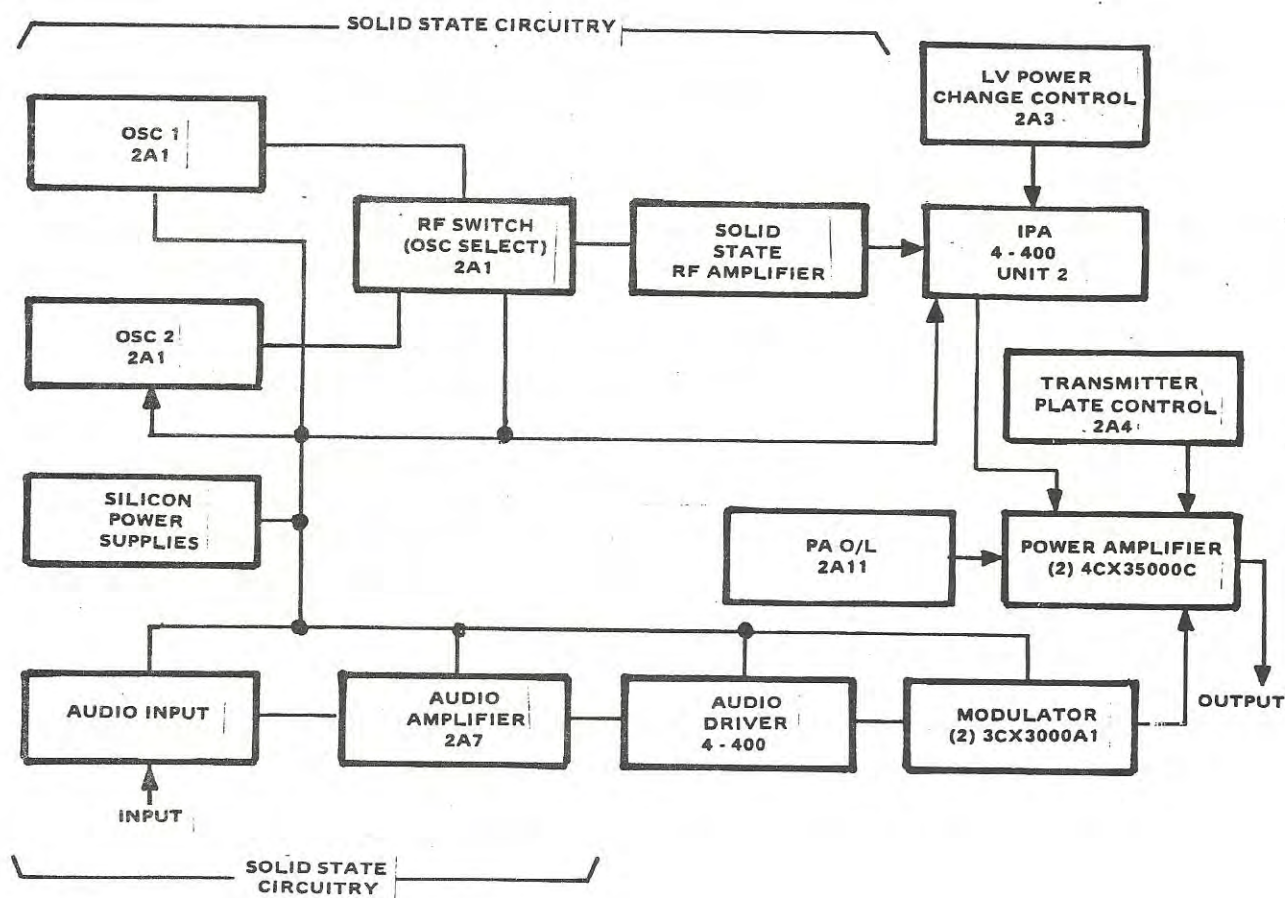 SOLID STATE CIRCUITRY
LV POWER
CHANGE CONTROL
2A3
OSC 1
2A1
RF SWITCH
(OSC SELECT)
2A1
SOLID
STATE
RF AMPLIFIER
IPA
4 - 400
UNIT 2
OSC 2
2A1
TRANSMITTER
PLATE CONTROL
2A4
SILICON
POWER
SUPPLIES
PA O/L
2A11
POWER AMPLIFIER
(2) 4CX35000C
AUDIO INPUT
AUDIO
AMPLIFIER
2A7
AUDIO
DRIVER
4 - 400
MODULATOR
(2) 3CX3000A1
OUTPUT
INPUT
SOLID STATE
CIRCUITRY